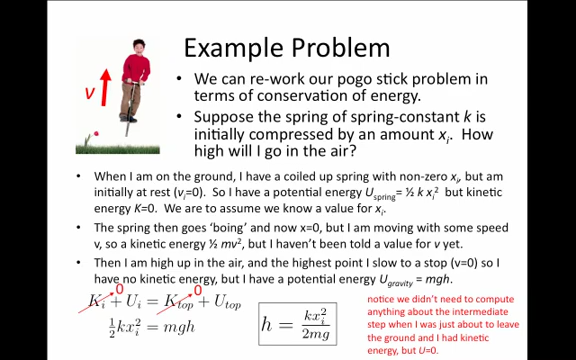 Example Problem
v
• We can re-work our pogo stick problem in
terms of conservation of energy.
• Suppose the spring of spring-constant k is
initially compressed by an amount xᵢ. How
high will I go in the air?
• When I am on the ground, I have a coiled up spring with non-zero xᵢ, but am
initially at rest (vᵢ=0). So I have a potential energy U_spring= ½ k xᵢ² but kinetic
energy K=0. We are to assume we know a value for xᵢ.
• The spring then goes 'boing' and now x=0, but I am moving with some speed
v, so a kinetic energy ½ mv², but I haven't been told a value for v yet.
• Then I am high up in the air, and the highest point I slow to a stop (v=0) so I
have no kinetic energy, but I have a potential energy U_gravity = mgh.
0 0
K_i + U_i = K_top + U_top
½kx_i² = mgh
h = kx_i² / 2mg
notice we didn't need to compute
anything about the intermediate
step when I was just about to leave
the ground and I had kinetic
energy, but U=0.